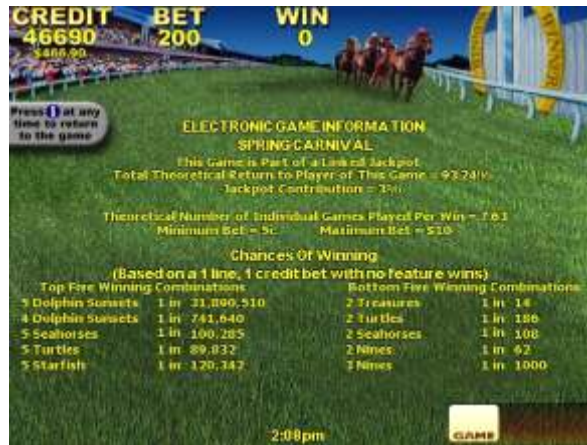 CREDIT BET WIN
46690 200 0
$466.90
WINNER
Press i at any
time to return
to the game
ELECTRONIC GAME INFORMATION
SPRING CARNIVAL
This Game is Part of a Linked Jackpot
Total Theoretical Return to Player of This Game = 93.24%
Jackpot Contribution = 3%
Theoretical Number of Individual Games Played Per Win = 7.63
Minimum Bet = 5c Maximum Bet = $10
Chances Of Winning
(Based on a 1 line, 1 credit bet with no feature wins)
Top Five Winning Combinations Bottom Five Winning Combinations
5 Dolphin Sunsets 1 in 31,890,510 2 Treasures 1 in 14
4 Dolphin Sunsets 1 in 741,640 2 Turtles 1 in 186
5 Seahorses 1 in 100,285 2 Seahorses 1 in 108
5 Turtles 1 in 89,832 2 Nines 1 in 62
5 Starfish 1 in 120,342 3 Nines 1 in 1000
GAME
2:08pm